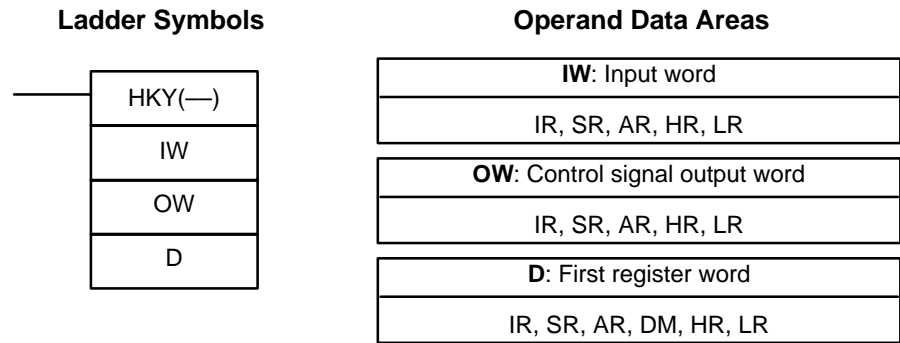 Ladder Symbols
HKY(––)
IW
OW
D
Operand Data Areas
IW: Input word
IR, SR, AR, HR, LR
OW: Control signal output word
IR, SR, AR, HR, LR
D: First register word
IR, SR, AR, DM, HR, LR